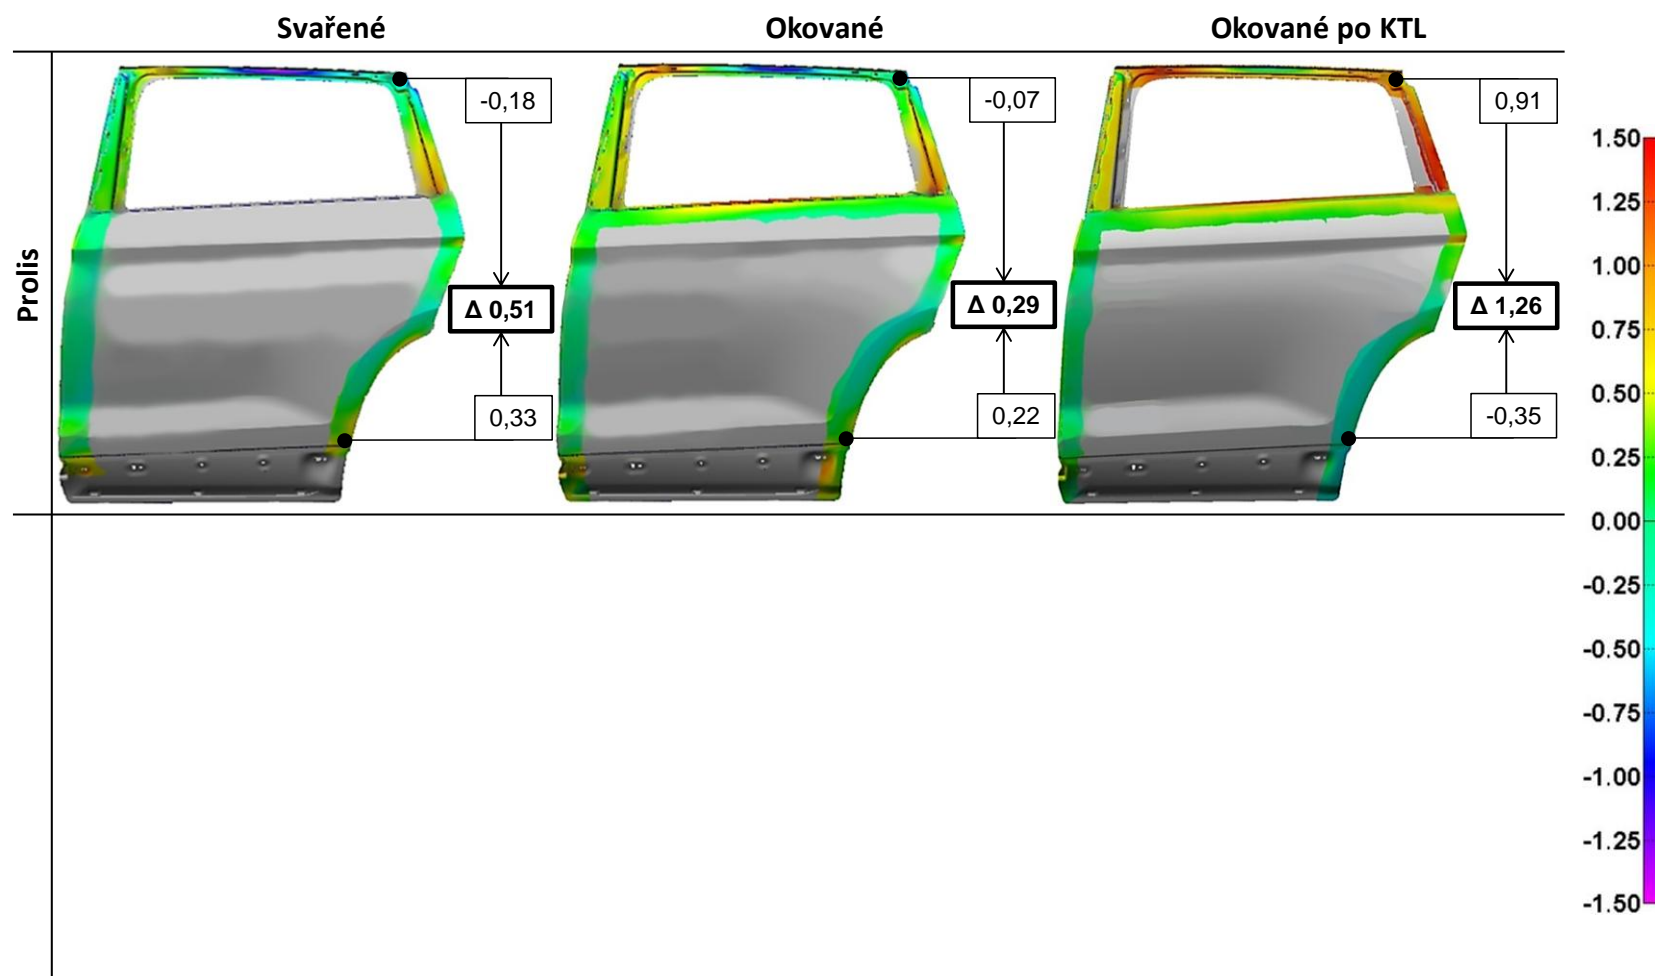 Svařené
Okované
Okované po KTL
Prolis
-0,18
Δ 0,51
0,33
-0,07
Δ 0,29
0,22
0,91
Δ 1,26
-0,35
1.50
1.25
1.00
0.75
0.50
0.25
0.00
-0.25
-0.50
-0.75
-1.00
-1.25
-1.50